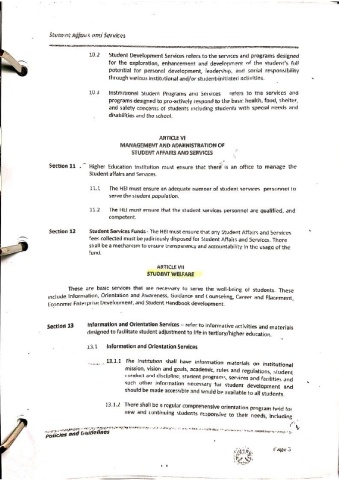 Student Affairs and Services
10.2 Student Development Services refers to the services and programs designed
for the exploration, enhancement and development of the student's full
potential for personal development, leadership, and social responsibility
through various institutional and/or student-initiated activities.
10.3 Institutional Student Programs and Services - refers to the services and
programs designed to pro-actively respond to the basic health, food, shelter,
and safety concerns of students including students with special needs and
disabilities and the school.
ARTICLE VI
MANAGEMENT AND ADMINISTRATION OF
STUDENT AFFAIRS AND SERVICES
Section 11 - Higher Education Institution must ensure that there is an office to manage the
Student affairs and Services.
11.1 The HEI must ensure an adequate number of student services personnel to
serve the student population.
11.2 The HEI must ensure that the student services personnel are qualified, and
competent.
Section 12 Student Services Funds - The HEI must ensure that any Student Affairs and Services
fees collected must be judiciously disposed for Student Affairs and Services. There
shall be a mechanism to ensure transparency and accountability in the usage of the
fund.
ARTICLE VII
STUDENT WELFARE
These are basic services that are necessary to serve the well-being of students. These
include Information, Orientation and Awareness, Guidance and Counseling, Career and Placement,
Economic Enterprise Development, and Student Handbook development.
Section 13 Information and Orientation Services - refer to informative activities and materials
designed to facilitate student adjustment to life in tertiary/higher education.
13.1 Information and Orientation Services
13.1.1 The institution shall have information materials on institutional
mission, vision and goals, academic, rules and regulations, student
conduct and discipline, student programs, services and facilities and
such other information necessary for student development and
should be made accessible and would be available to all students.
13.1.2 There shall be a regular comprehensive orientation program held for
new and continuing students responsive to their needs, including
Policies and Guidelines
Page 5